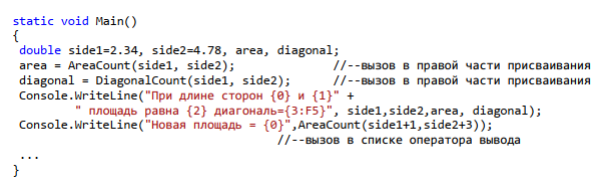 static void Main()
{
double side1=2.34, side2=4.78, area, diagonal;
area = AreaCount(side1, side2); //--вызов в правой части присваивания
diagonal = DiagonalCount(side1, side2); //--вызов в правой части присваивания
Console.WriteLine("При длине сторон {0} и {1}" +
" площадь равна {2} диагональ={3:F5}", side1,side2,area, diagonal);
Console.WriteLine("Новая площадь = {0}",AreaCount(side1+1,side2+3));
//--вызов в списке оператора вывода
...
}